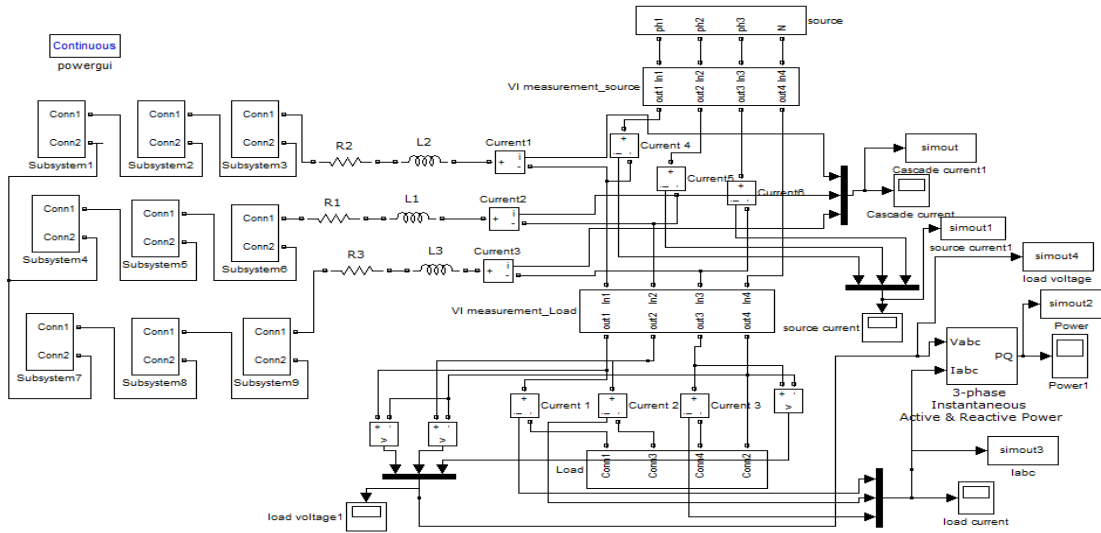 ph1
ph2
ph3
N
source
Continuous
powergui
out1 In1
out2 In2
out3 In3
out4 In4
VI measurement_source
Conn1
Conn2
Subsystem1
Conn1
Conn2
Subsystem2
Conn1
Conn2
Subsystem3
R2
L2
Current1
+
i
-
+
i
-
Current 4
+
i
-
Current5
+
i
-
Current6
simout
Cascade current1
Cascade current
Conn1
Conn2
Subsystem4
Conn1
Conn2
Subsystem5
Conn1
Conn2
Subsystem6
R1
L1
Current2
+
i
-
simout1
source current1
R3
L3
Current3
+
i
-
simout4
load voltage
out1 In1
out2 In2
out3 In3
out4 In4
VI measurement_Load
source current
simout2
Power
Conn1
Conn2
Subsystem7
Conn1
Conn2
Subsystem8
Conn1
Conn2
Subsystem9
Vabc
Iabc
PQ
3-phase
Instantaneous
Active & Reactive Power
Power1
+
-
v
+
-
v
+
i
-
Current 1
+
i
-
Current 2
+
i
-
Current 3
+
-
v
Conn1
Conn3
Conn4
Conn2
Load
simout3
Iabc
load voltage1
load current